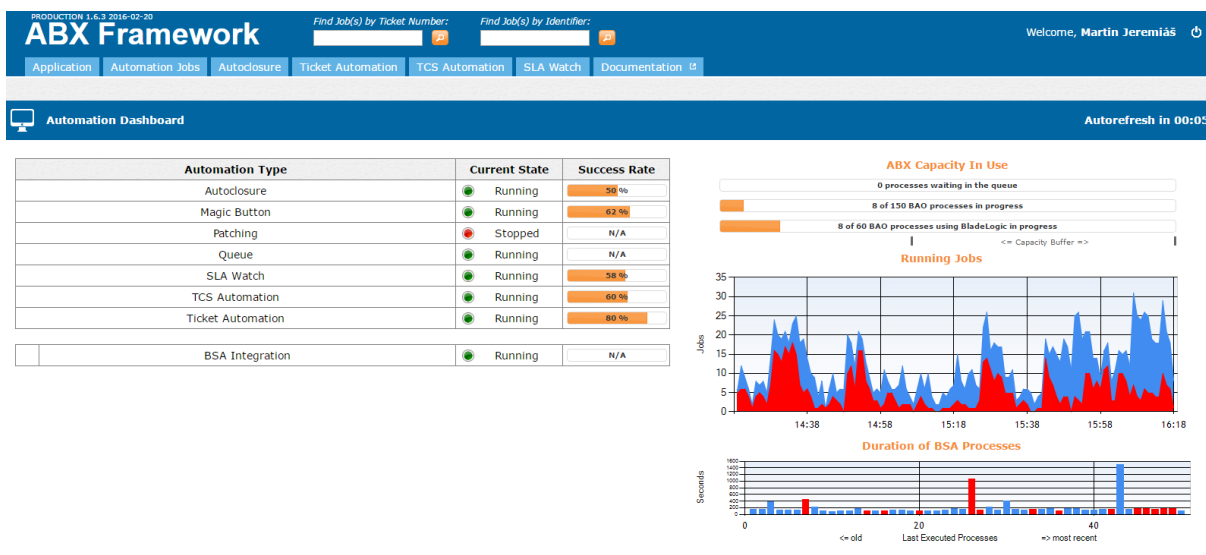 PRODUCTION 1.6.3 2016-02-20
ABX Framework
Find Job(s) by Ticket Number:
Find Job(s) by Identifier:
Welcome, Martin Jeremiáš
Application Automation Jobs Autoclosure Ticket Automation TCS Automation SLA Watch Documentation
Automation Dashboard
Autorefresh in 00:05
Automation Type Current State Success Rate
Autoclosure Running 50 %
Magic Button Running 62 %
Patching Stopped N/A
Queue Running N/A
SLA Watch Running 58 %
TCS Automation Running 60 %
Ticket Automation Running 80 %
BSA Integration Running N/A
ABX Capacity In Use
0 processes waiting in the queue
8 of 150 BAO processes in progress
8 of 60 BAO processes using BladeLogic in progress
<= Capacity Buffer =>
Running Jobs
Jobs
35
30
25
20
15
10
5
0
14:38 14:58 15:18 15:38 15:58 16:18
Duration of BSA Processes
Seconds
1600
1400
1200
1000
800
600
400
200
0
0 20 40
<= old Last Executed Processes => most recent